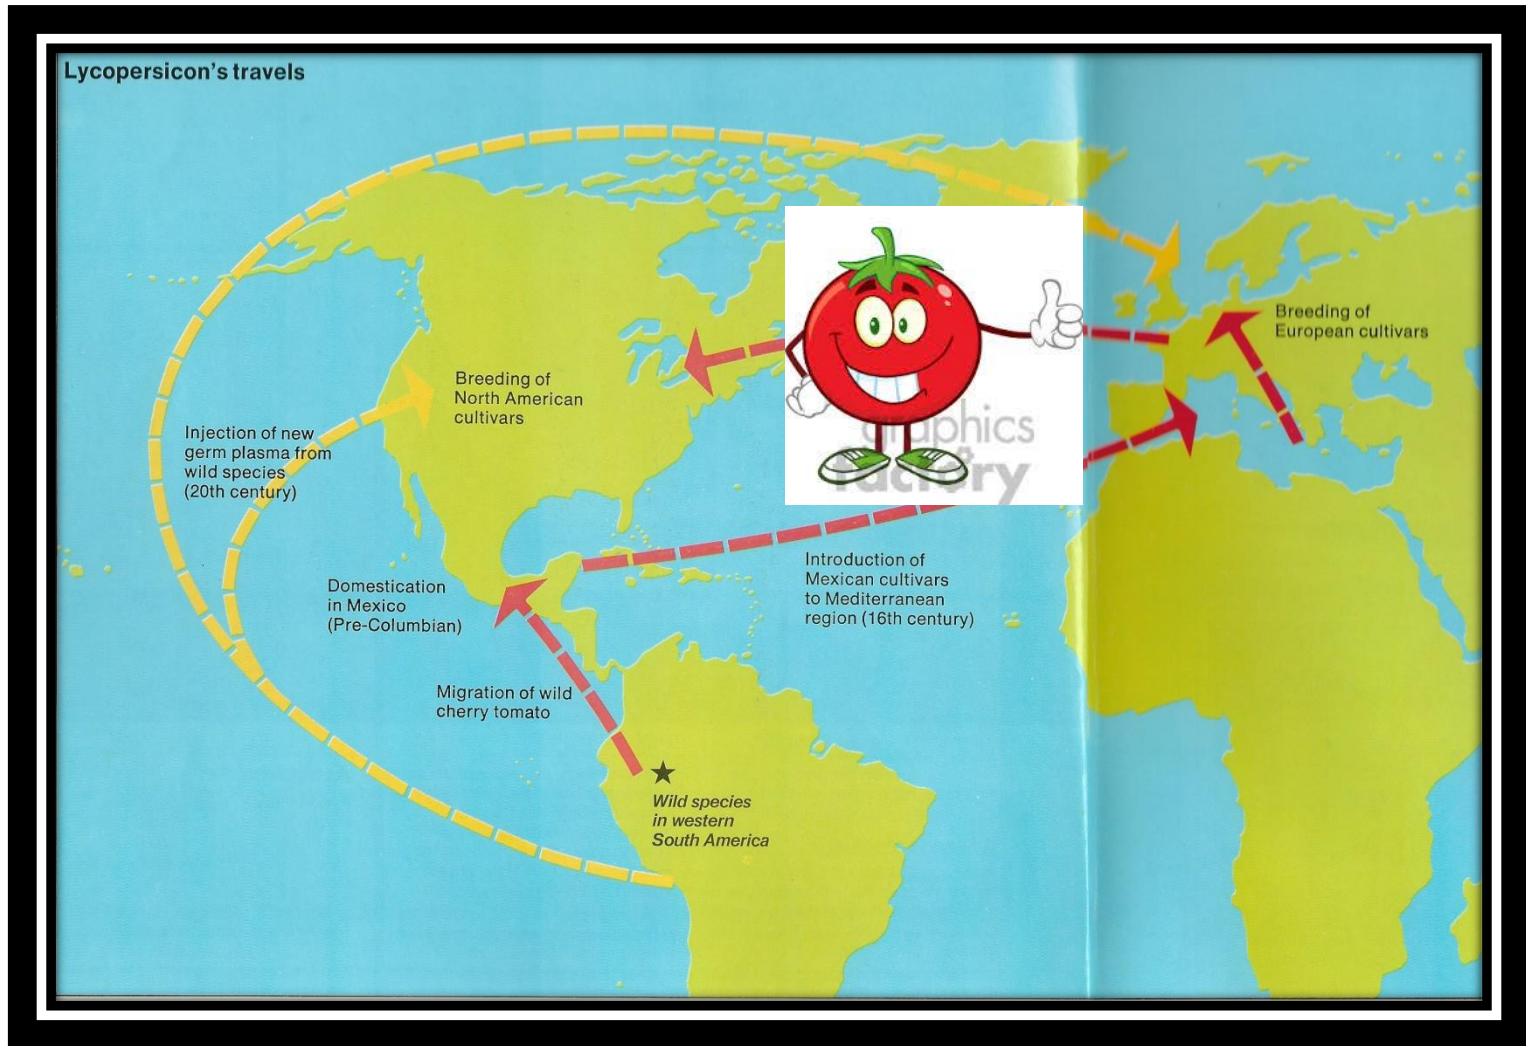 Lycopersicon's travels
Breeding of
European cultivars
Breeding of
North American
cultivars
Injection of new
germ plasma from
wild species
(20th century)
graphics
factory
Introduction of
Mexican cultivars
to Mediterranean
region (16th century)
Domestication
in Mexico
(Pre-Columbian)
Migration of wild
cherry tomato
Wild species
in western
South America